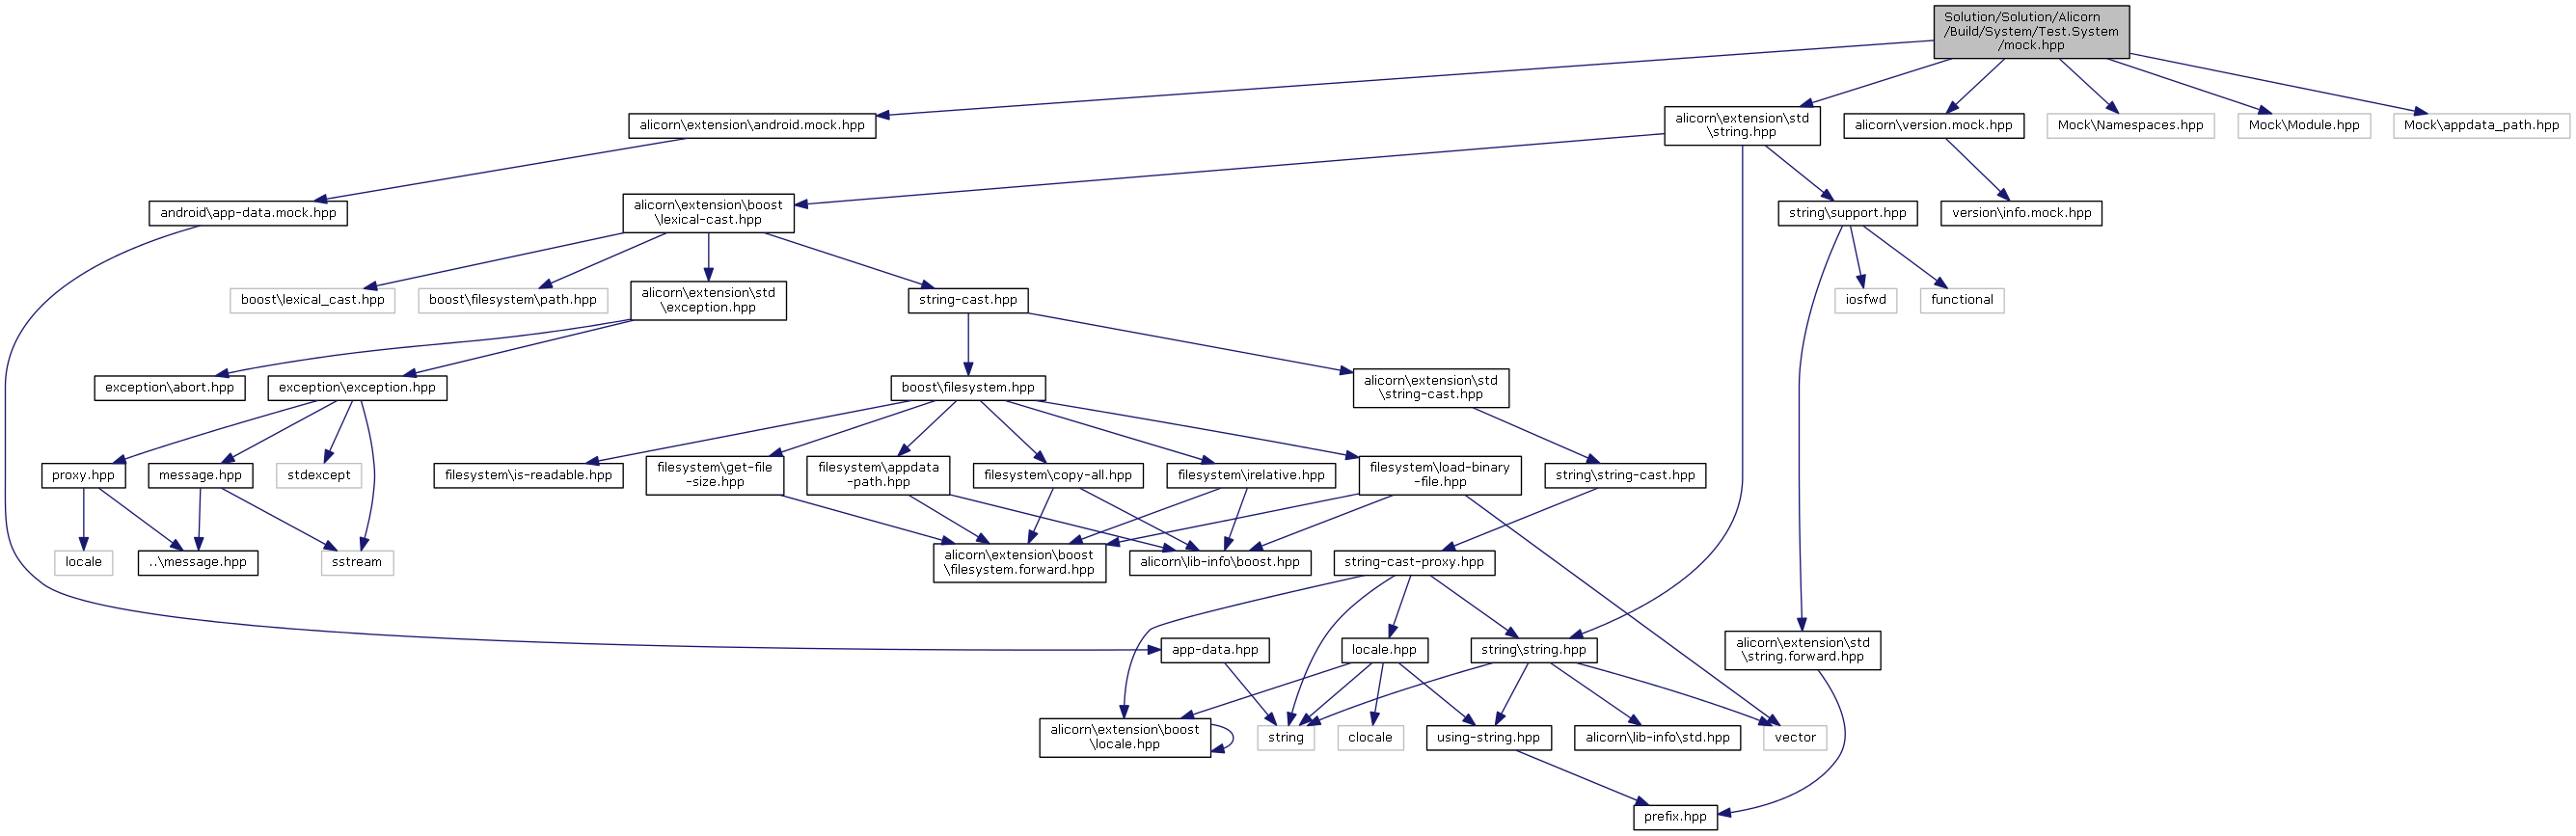 Solution/Solution/Alicorn
/Build/System/Test.System
/mock.hpp
alicorn\extension\android.mock.hpp
alicorn\extension\std
\string.hpp
alicorn\version.mock.hpp
Mock\Namespaces.hpp
Mock\Module.hpp
Mock\appdata_path.hpp
android\app-data.mock.hpp
alicorn\extension\boost
\lexical-cast.hpp
string\support.hpp
version\info.mock.hpp
boost\lexical_cast.hpp
boost\filesystem\path.hpp
alicorn\extension\std
\exception.hpp
string-cast.hpp
iosfwd
functional
exception\abort.hpp
exception\exception.hpp
boost\filesystem.hpp
alicorn\extension\std
\string-cast.hpp
proxy.hpp
message.hpp
stdexcept
filesystem\is-readable.hpp
filesystem\get-file
-size.hpp
filesystem\appdata
-path.hpp
filesystem\copy-all.hpp
filesystem\irelative.hpp
filesystem\load-binary
-file.hpp
string\string-cast.hpp
locale
..\message.hpp
sstream
alicorn\extension\boost
\filesystem.forward.hpp
alicorn\lib-info\boost.hpp
string-cast-proxy.hpp
app-data.hpp
locale.hpp
string\string.hpp
alicorn\extension\std
\string.forward.hpp
alicorn\extension\boost
\locale.hpp
string
clocale
using-string.hpp
alicorn\lib-info\std.hpp
vector
prefix.hpp